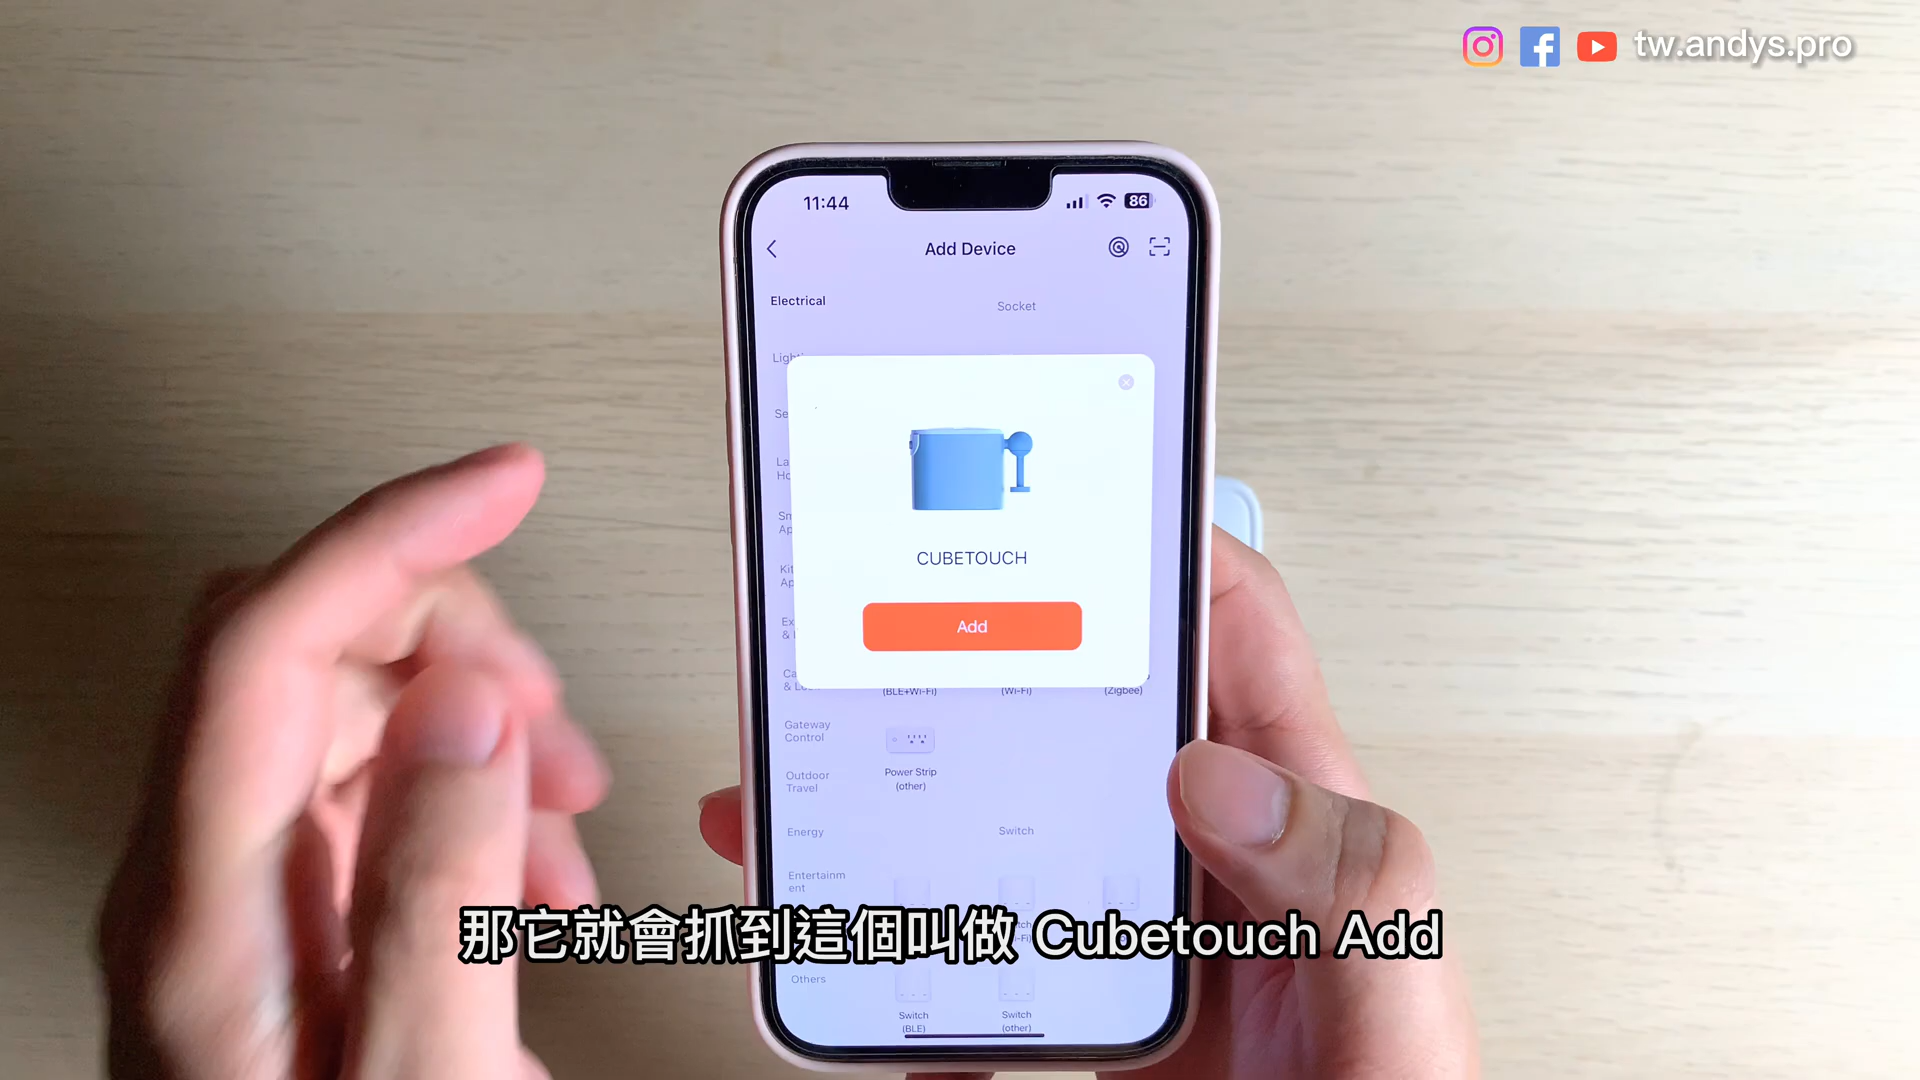 tw.andys.pro
11:44
86
Add Device
Electrical
Socket
CUBETOUCH
Add
(BLE+Wi-Fi)
(Wi-Fi)
(Zigbee)
Gateway
Control
Power Strip
(other)
Outdoor
Travel
Energy
Switch
Entertainm
ent
那它就會抓到這個叫做 Cubetouch Add
Others
Switch
(BLE)
Switch
(other)